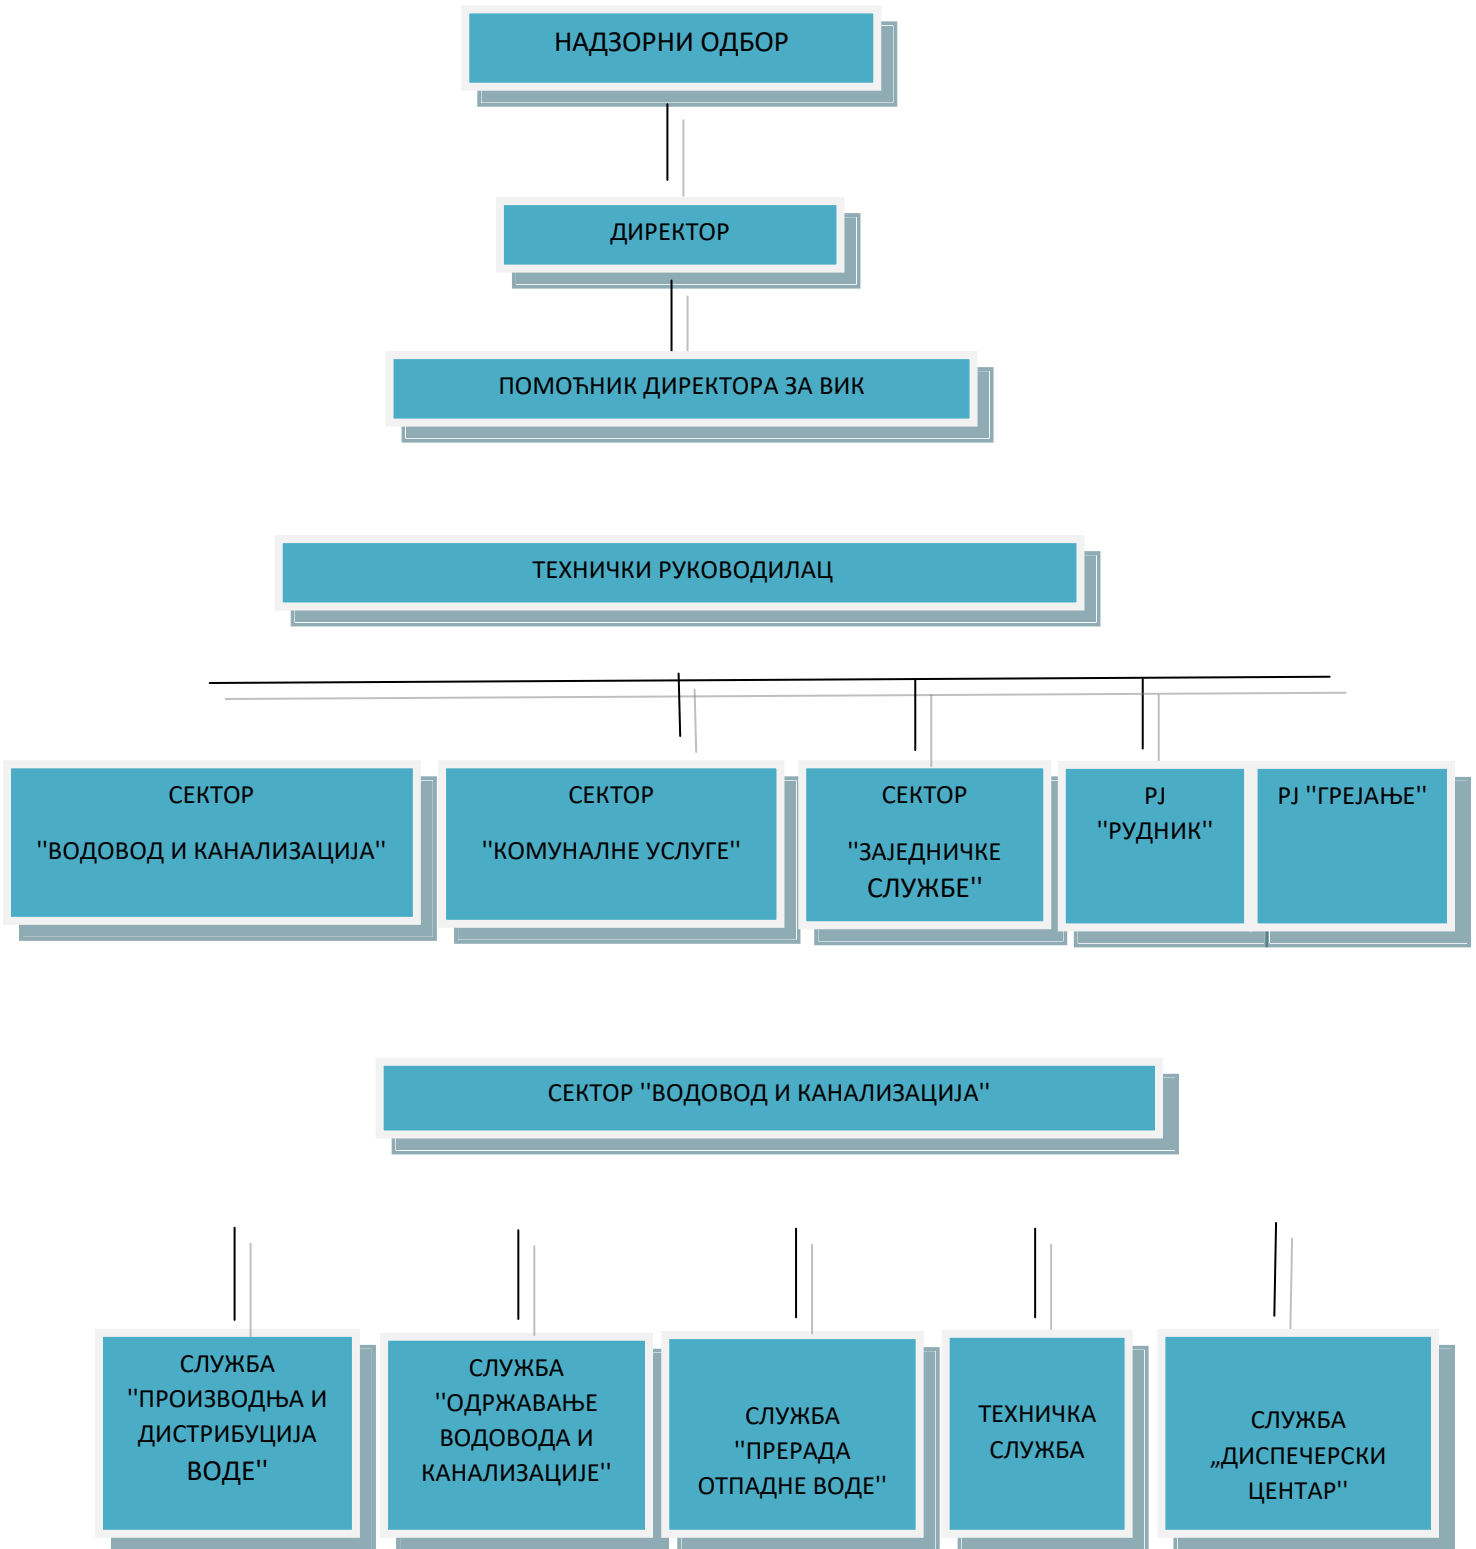 НАДЗОРНИ ОДБОР
ДИРЕКТОР
ПОМОЋНИК ДИРЕКТОРА ЗА ВИК
ТЕХНИЧКИ РУКОВОДИЛАЦ
СЕКТОР
''ВОДОВОД И КАНАЛИЗАЦИЈА''
СЕКТОР
''КОМУНАЛНЕ УСЛУГЕ''
СЕКТОР
''ЗАЈЕДНИЧКЕ
СЛУЖБЕ''
РЈ
''РУДНИК''
РЈ ''ГРЕЈАЊЕ''
СЕКТОР ''ВОДОВОД И КАНАЛИЗАЦИЈА''
СЛУЖБА
''ПРОИЗВОДЊА И
ДИСТРИБУЦИЈА
ВОДЕ''
СЛУЖБА
''ОДРЖАВАЊЕ
ВОДОВОДА И
КАНАЛИЗАЦИЈЕ''
СЛУЖБА
''ПРЕРАДА
ОТПАДНЕ ВОДЕ''
ТЕХНИЧКА
СЛУЖБА
СЛУЖБА
„ДИСПЕЧЕРСКИ
ЦЕНТАР''